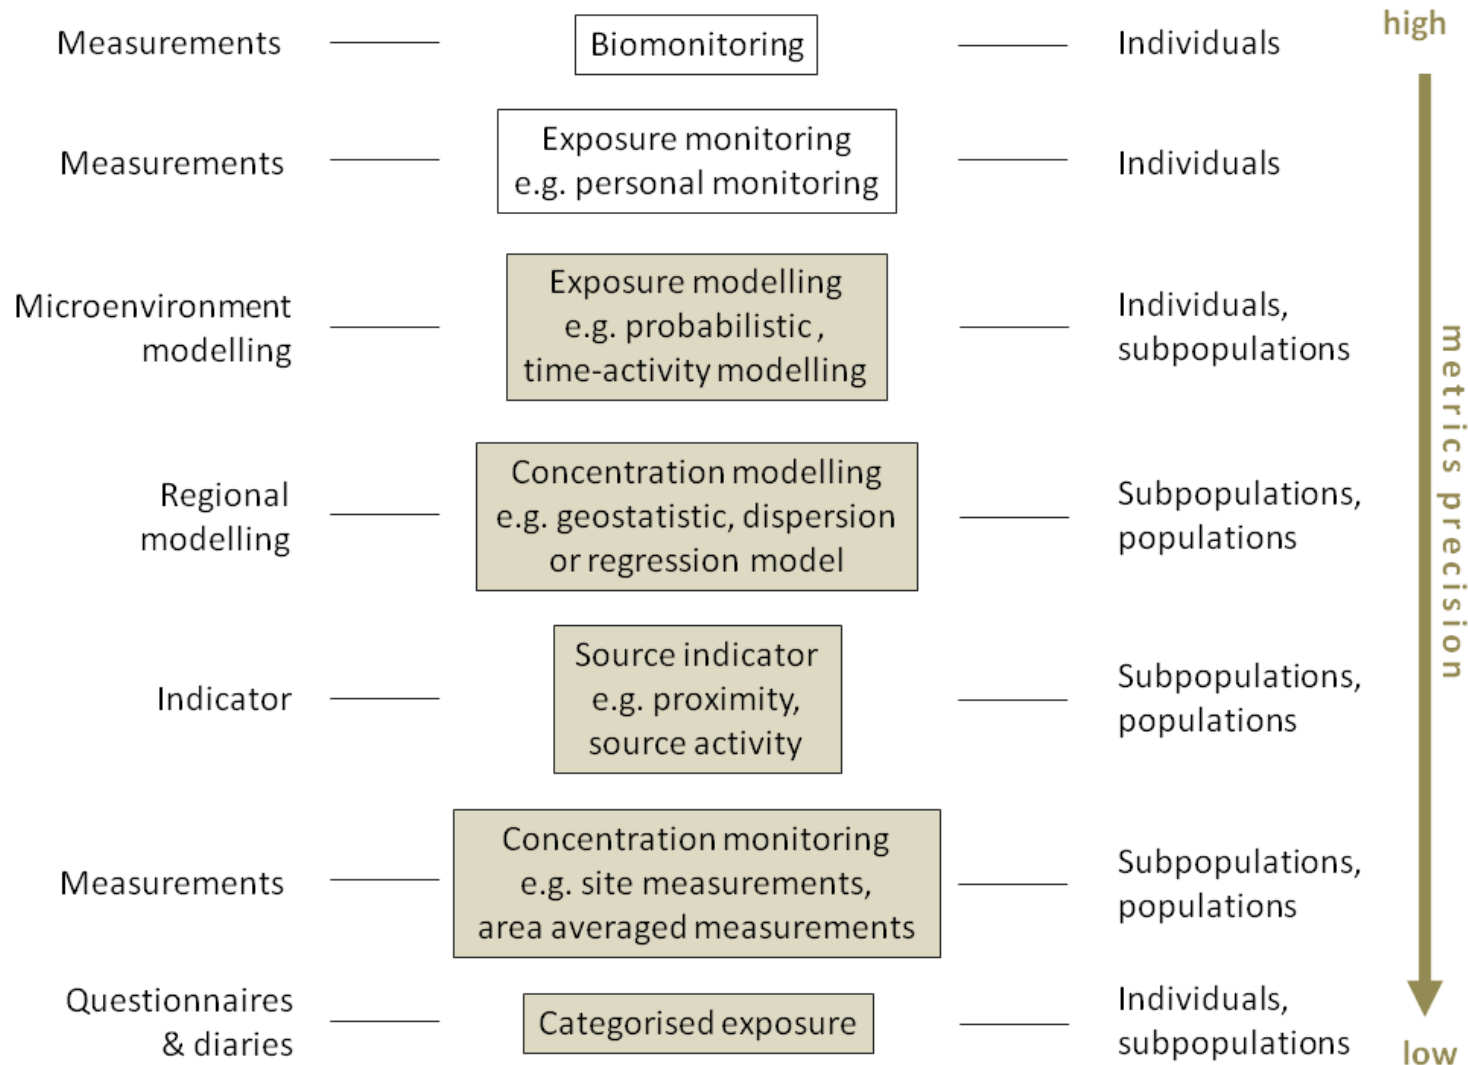 high
Measurements
Biomonitoring
Individuals
Measurements
Exposure monitoring
e.g. personal monitoring
Individuals
Microenvironment
modelling
Exposure modelling
e.g. probabilistic,
time-activity modelling
Individuals,
subpopulations
Regional
modelling
Concentration modelling
e.g. geostatistic, dispersion
or regression model
Subpopulations,
populations
Indicator
Source indicator
e.g. proximity,
source activity
Subpopulations,
populations
Measurements
Concentration monitoring
e.g. site measurements,
area averaged measurements
Subpopulations,
populations
Questionnaires
& diaries
Categorised exposure
Individuals,
subpopulations
metrics precision
low